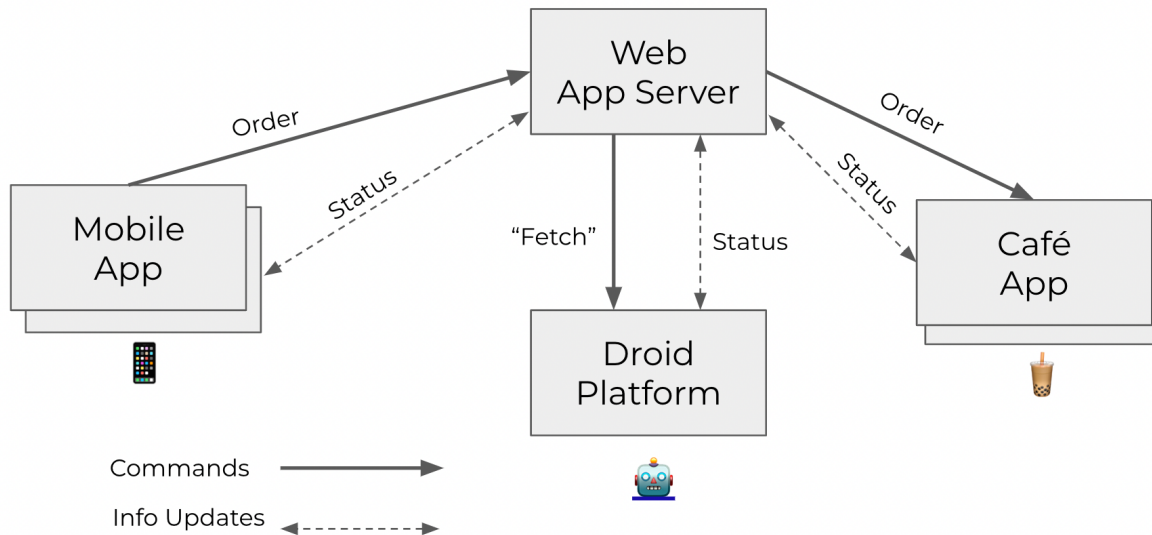 Web
App Server
Order
Order
Status
Status
Mobile
App
“Fetch”
Status
Café
App
Droid
Platform
Commands
Info Updates